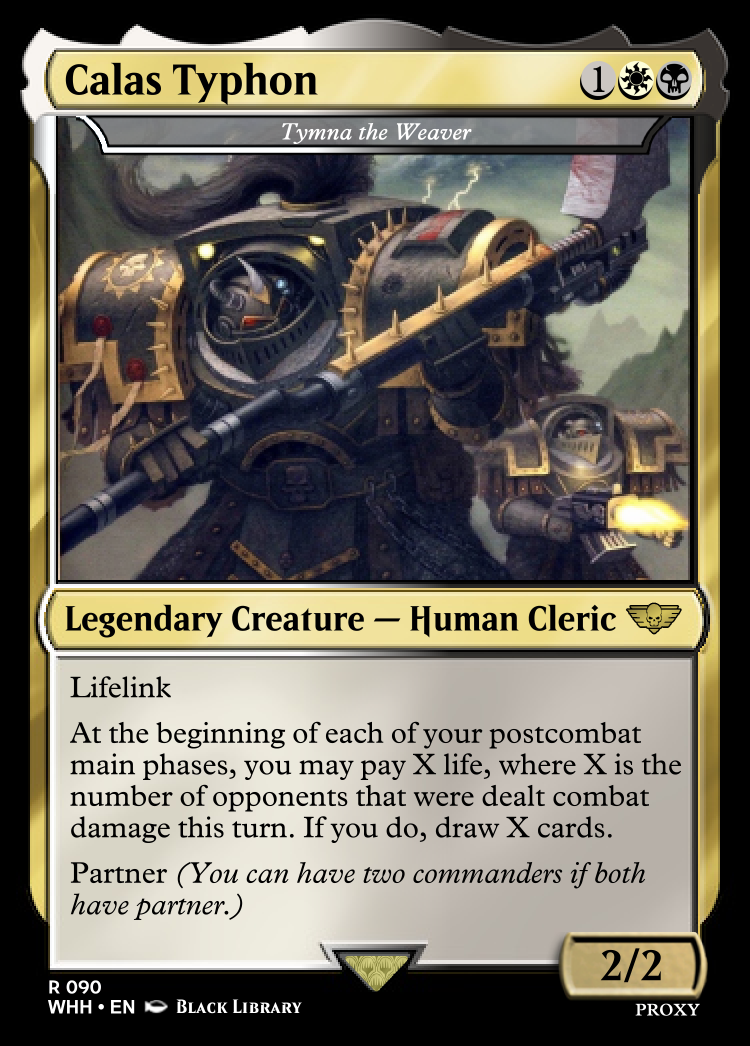 Calas Typhon 1
Tymna the Weaver
Legendary Creature — Human Cleric
Lifelink
At the beginning of each of your postcombat
main phases, you may pay X life, where X is the
number of opponents that were dealt combat
damage this turn. If you do, draw X cards.
Partner (You can have two commanders if both
have partner.)
2/2
R 090
WHH • EN Black Library
PROXY